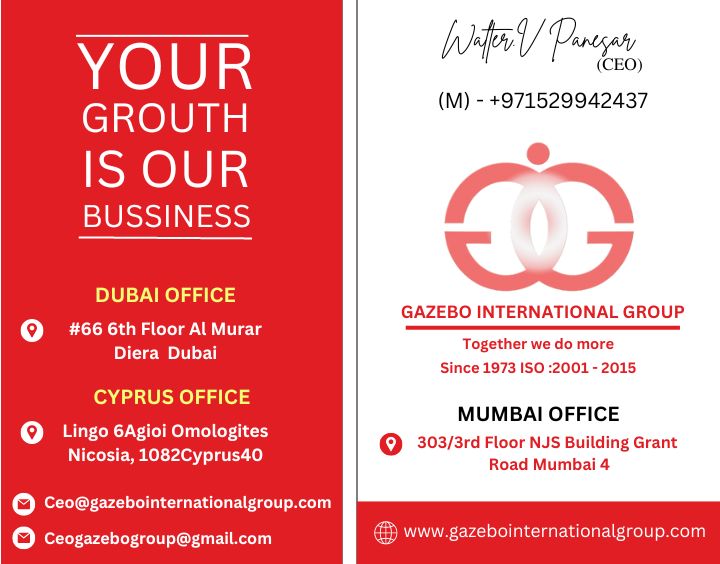 YOUR
GROUTH
IS OUR
BUSSINESS
DUBAI OFFICE
#66 6th Floor Al Murar
Diera Dubai
CYPRUS OFFICE
Lingo 6Agioi Omologites
Nicosia, 1082Cyprus40
Ceo@gazebointernationalgroup.com
Ceogazebogroup@gmail.com
Walter.V Panesar
(CEO)
(M) - +971529942437
GAZEBO INTERNATIONAL GROUP
Together we do more
Since 1973 ISO :2001 - 2015
MUMBAI OFFICE
303/3rd Floor NJS Building Grant
Road Mumbai 4
www.gazebointernationalgroup.com